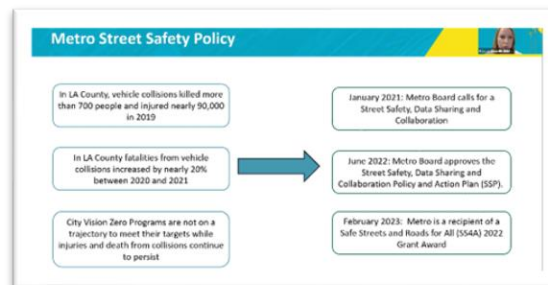 Metro Street Safety Policy
In LA County, vehicle collisions killed more
than 700 people and injured nearly 90,000
in 2019
In LA County fatalities from vehicle
collisions increased by nearly 20%
between 2020 and 2021
City Vision Zero Programs are not on a
trajectory to meet their targets while
injuries and death from collisions continue
to persist
January 2021: Metro Board calls for a
Street Safety, Data Sharing and
Collaboration
June 2022: Metro Board approves the
Street Safety, Data Sharing and
Collaboration Policy and Action Plan (SSP).
February 2023: Metro is a recipient of a
Safe Streets and Roads for All (SS4A) 2022
Grant Award